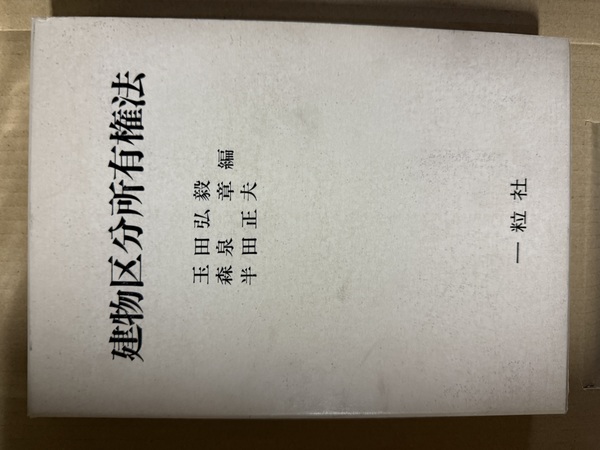 建物区分所有権法
玉田弘毅
森泉章編
半田正夫
一粒社